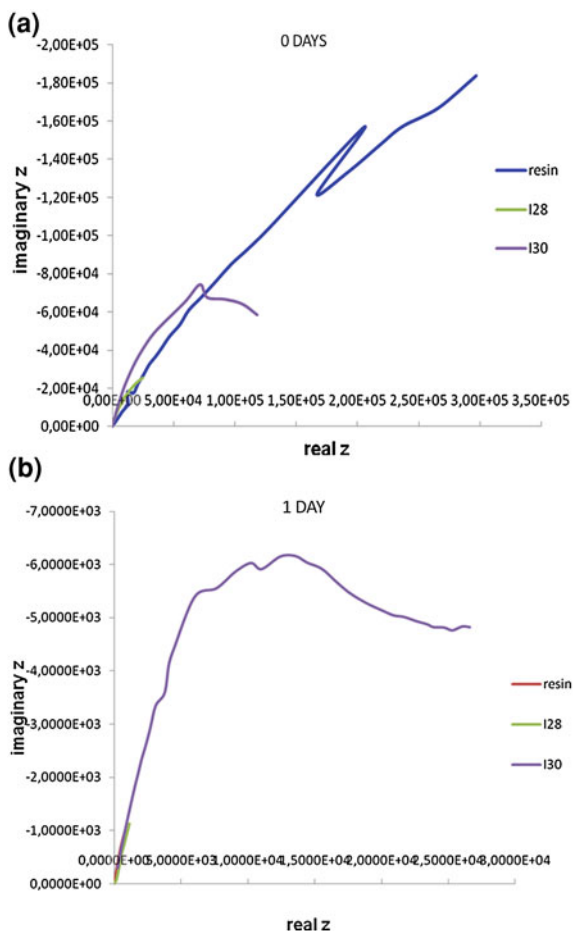 (a)
0 DAYS
-2,00E+05
-1,80E+05
-1,60E+05
-1,40E+05
-1,20E+05
-1,00E+05
-8,00E+04
-6,00E+04
-4,00E+04
-2,00E+04
0,00E+00
imaginary z
0,00E+00 5,00E+04 1,00E+05 1,50E+05 2,00E+05 2,50E+05 3,00E+05 3,50E+05
real z
resin
I28
I30
(b)
1 DAY
-7,0000E+03
-6,0000E+03
-5,0000E+03
-4,0000E+03
-3,0000E+03
-2,0000E+03
-1,0000E+03
0,0000E+00
imaginary z
0,0000E+00 5,0000E+03 1,0000E+04 1,5000E+04 2,0000E+04 2,5000E+04 3,0000E+04
real z
resin
I28
I30